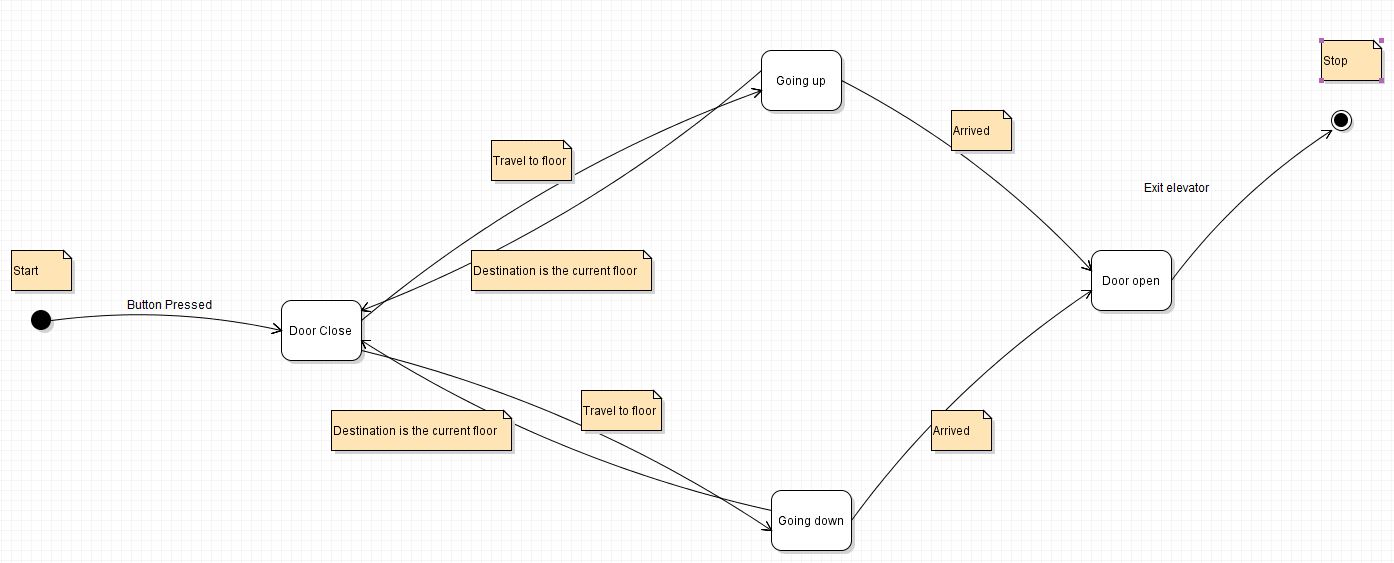 Stop
Going up
Arrived
Travel to floor
Exit elevator
Start
Destination is the current floor
Door open
Button Pressed
Door Close
Travel to floor
Destination is the current floor
Arrived
Going down